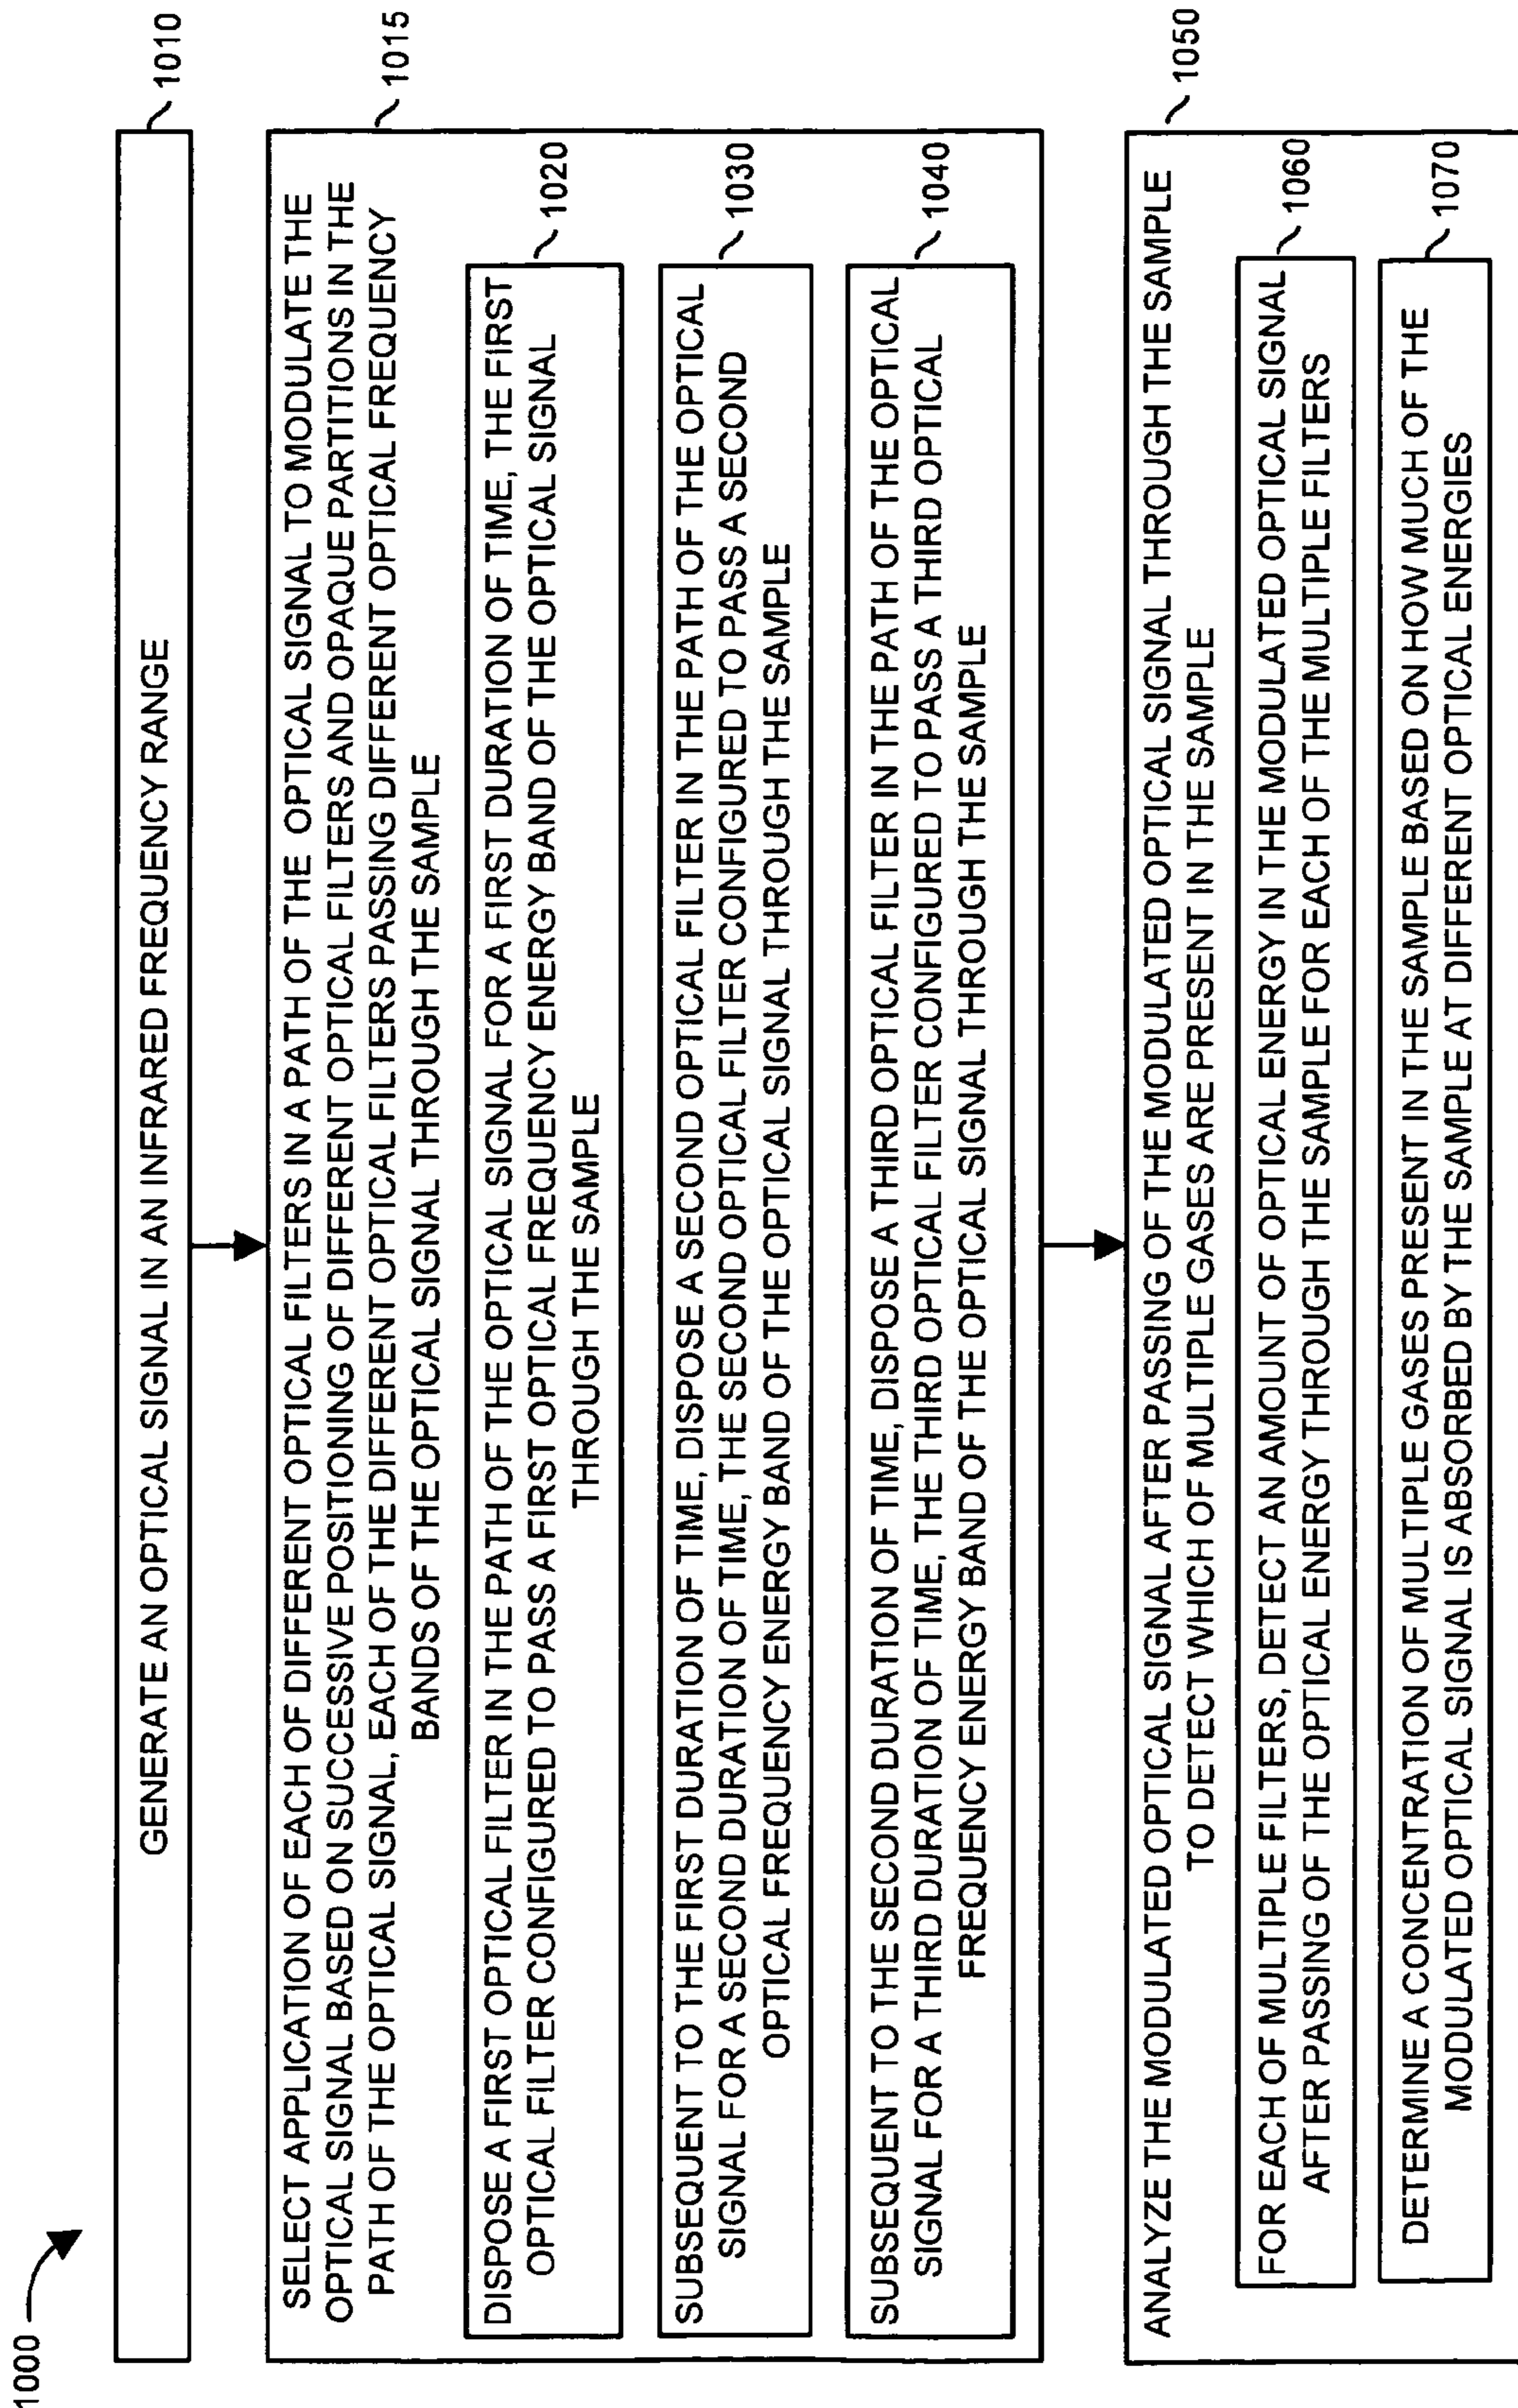 1000
GENERATE AN OPTICAL SIGNAL IN AN INFRARED FREQUENCY RANGE
1010
SELECT APPLICATION OF EACH OF DIFFERENT OPTICAL FILTERS IN A PATH OF THE OPTICAL SIGNAL TO MODULATE THE
OPTICAL SIGNAL BASED ON SUCCESSIVE POSITIONING OF DIFFERENT OPTICAL FILTERS AND OPAQUE PARTITIONS IN THE
PATH OF THE OPTICAL SIGNAL, EACH OF THE DIFFERENT OPTICAL FILTERS PASSING DIFFERENT OPTICAL FREQUENCY
BANDS OF THE OPTICAL SIGNAL THROUGH THE SAMPLE
1015
DISPOSE A FIRST OPTICAL FILTER IN THE PATH OF THE OPTICAL SIGNAL FOR A FIRST DURATION OF TIME, THE FIRST
OPTICAL FILTER CONFIGURED TO PASS A FIRST OPTICAL FREQUENCY ENERGY BAND OF THE OPTICAL SIGNAL
THROUGH THE SAMPLE
1020
SUBSEQUENT TO THE FIRST DURATION OF TIME, DISPOSE A SECOND OPTICAL FILTER IN THE PATH OF THE OPTICAL
SIGNAL FOR A SECOND DURATION OF TIME, THE SECOND OPTICAL FILTER CONFIGURED TO PASS A SECOND
OPTICAL FREQUENCY ENERGY BAND OF THE OPTICAL SIGNAL THROUGH THE SAMPLE
1030
SUBSEQUENT TO THE SECOND DURATION OF TIME, DISPOSE A THIRD OPTICAL FILTER IN THE PATH OF THE OPTICAL
SIGNAL FOR A THIRD DURATION OF TIME, THE THIRD OPTICAL FILTER CONFIGURED TO PASS A THIRD OPTICAL
FREQUENCY ENERGY BAND OF THE OPTICAL SIGNAL THROUGH THE SAMPLE
1040
ANALYZE THE MODULATED OPTICAL SIGNAL AFTER PASSING OF THE MODULATED OPTICAL SIGNAL THROUGH THE SAMPLE
TO DETECT WHICH OF MULTIPLE GASES ARE PRESENT IN THE SAMPLE
1050
FOR EACH OF MULTIPLE FILTERS, DETECT AN AMOUNT OF OPTICAL ENERGY IN THE MODULATED OPTICAL SIGNAL
AFTER PASSING OF THE OPTICAL ENERGY THROUGH THE SAMPLE FOR EACH OF THE MULTIPLE FILTERS
1060
DETERMINE A CONCENTRATION OF MULTIPLE GASES PRESENT IN THE SAMPLE BASED ON HOW MUCH OF THE
MODULATED OPTICAL SIGNAL IS ABSORBED BY THE SAMPLE AT DIFFERENT OPTICAL ENERGIES
1070